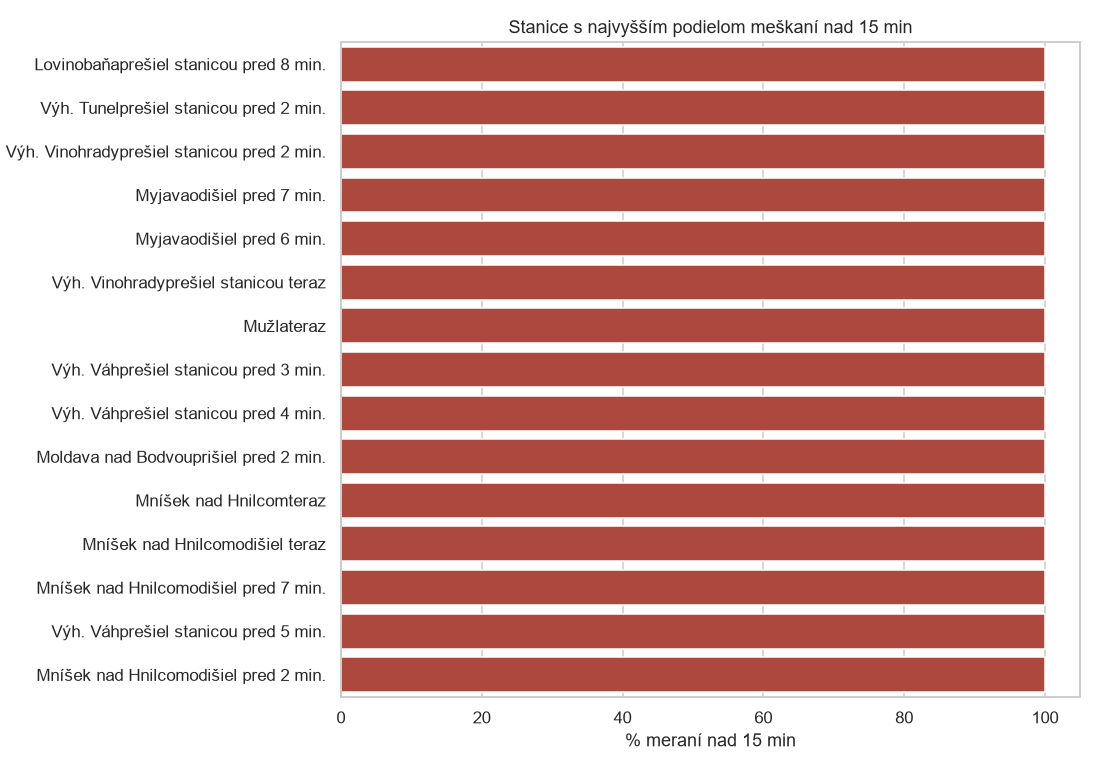 Stanice s najvyšším podielom meškaní nad 15 min
Lovinobaňaprešiel stanicou pred 8 min.
Výh. Tunelprešiel stanicou pred 2 min.
Výh. Vinohradyprešiel stanicou pred 2 min.
Myjavaodišiel pred 7 min.
Myjavaodišiel pred 6 min.
Výh. Vinohradyprešiel stanicou teraz
Mužlateraz
Výh. Váhprešiel stanicou pred 3 min.
Výh. Váhprešiel stanicou pred 4 min.
Moldava nad Bodvouprišiel pred 2 min.
Mníšek nad Hnilcomteraz
Mníšek nad Hnilcomodišiel teraz
Mníšek nad Hnilcomodišiel pred 7 min.
Výh. Váhprešiel stanicou pred 5 min.
Mníšek nad Hnilcomodišiel pred 2 min.
0 20 40 60 80 100
% meraní nad 15 min